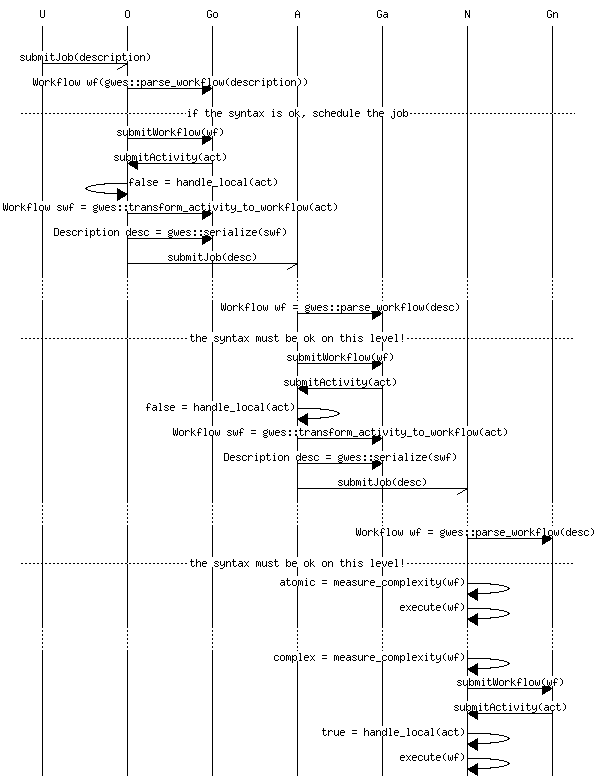 U O Go A Ga N Gn
submitJob(description)
Workflow wf(gwes::parse_workflow(description))
if the syntax is ok, schedule the job
submitWorkflow(wf)
submitActivity(act)
false = handle_local(act)
Workflow swf = gwes::transform_activity_to_workflow(act)
Description desc = gwes::serialize(swf)
submitJob(desc)
Workflow wf = gwes::parse_workflow(desc)
the syntax must be ok on this level!
submitWorkflow(wf)
submitActivity(act)
false = handle_local(act)
Workflow swf = gwes::transform_activity_to_workflow(act)
Description desc = gwes::serialize(swf)
submitJob(desc)
Workflow wf = gwes::parse_workflow(desc)
the syntax must be ok on this level!
atomic = measure_complexity(wf)
execute(wf)
complex = measure_complexity(wf)
submitWorkflow(wf)
submitActivity(act)
true = handle_local(act)
execute(wf)